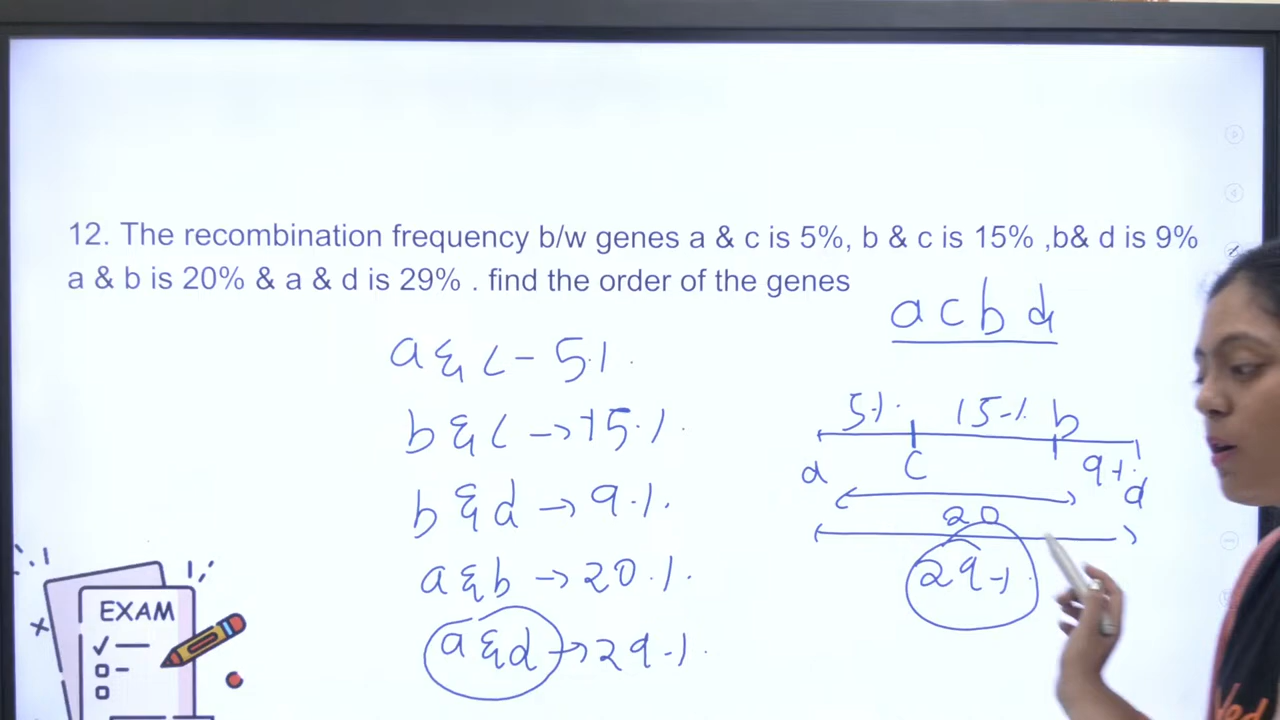 12. The recombination frequency b/w genes a & c is 5%, b & c is 15% ,b& d is 9%
a & b is 20% & a & d is 29% . find the order of the genes
a c b d
a & c - 5%.
b & c -> 15%.
b & d -> 9%.
a & b -> 20%.
a & d -> 29%.
5%. 15% b
a c 9% d
20
29%
EXAM